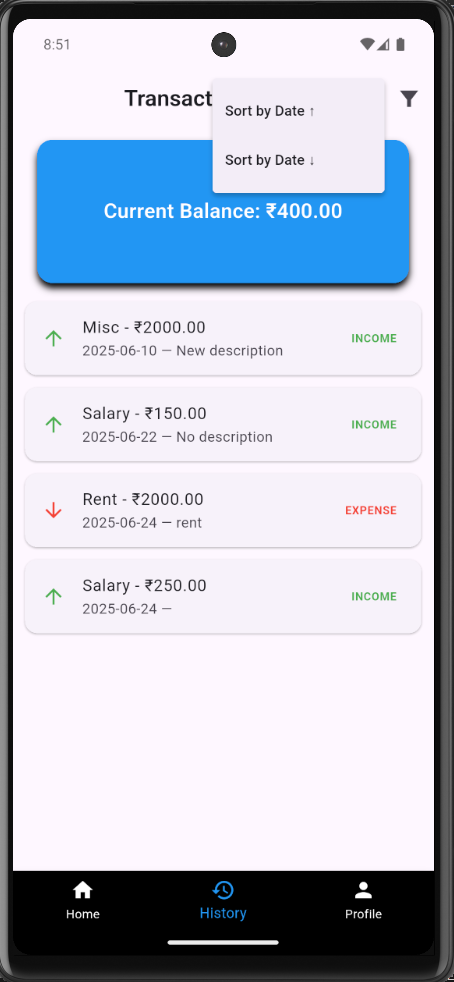 8:51
Transact
Sort by Date ↑
Sort by Date ↓
Current Balance: ₹400.00
Misc - ₹2000.00
2025-06-10 — New description
INCOME
Salary - ₹150.00
2025-06-22 — No description
INCOME
Rent - ₹2000.00
2025-06-24 — rent
EXPENSE
Salary - ₹250.00
2025-06-24 —
INCOME
Home
History
Profile